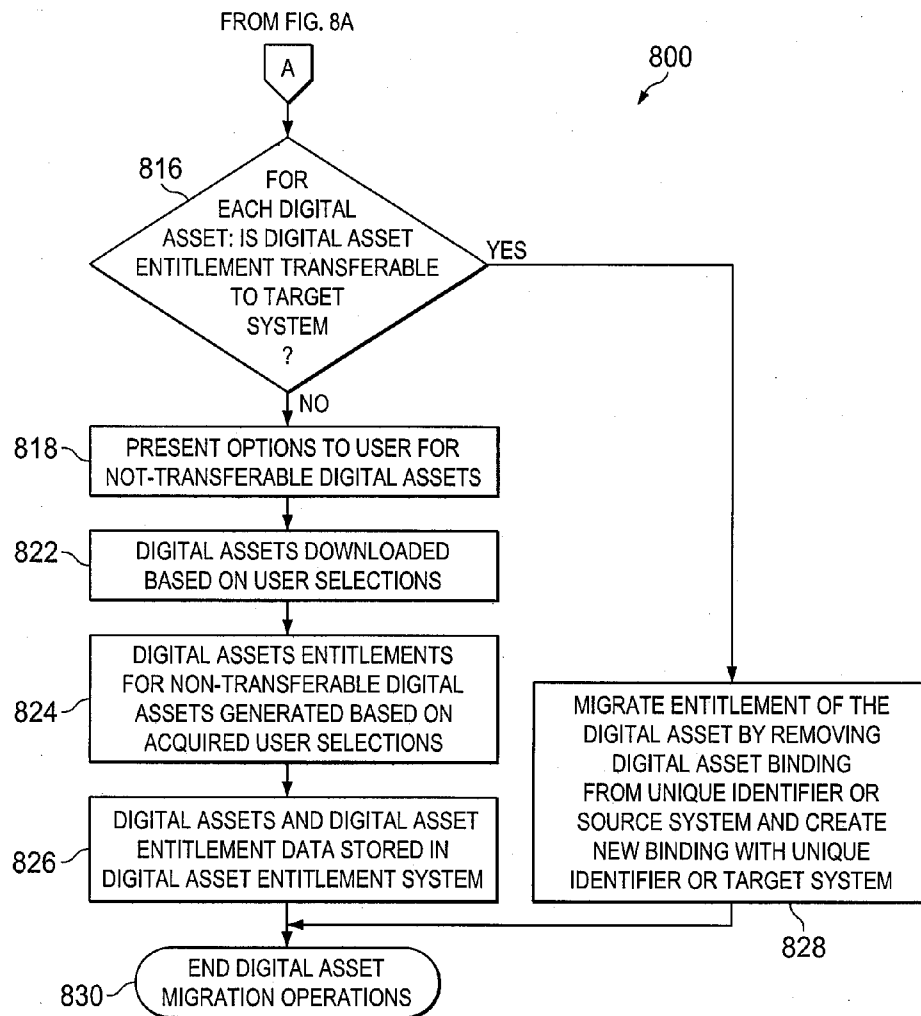 FROM FIG. 8A
A
800
816
FOR
EACH DIGITAL
ASSET: IS DIGITAL ASSET
ENTITLEMENT TRANSFERABLE
TO TARGET
SYSTEM
?
YES
NO
818
PRESENT OPTIONS TO USER FOR
NOT-TRANSFERABLE DIGITAL ASSETS
822
DIGITAL ASSETS DOWNLOADED
BASED ON USER SELECTIONS
824
DIGITAL ASSETS ENTITLEMENTS
FOR NON-TRANSFERABLE DIGITAL
ASSETS GENERATED BASED ON
ACQUIRED USER SELECTIONS
826
DIGITAL ASSETS AND DIGITAL ASSET
ENTITLEMENT DATA STORED IN
DIGITAL ASSET ENTITLEMENT SYSTEM
MIGRATE ENTITLEMENT OF THE
DIGITAL ASSET BY REMOVING
DIGITAL ASSET BINDING
FROM UNIQUE IDENTIFIER OR
SOURCE SYSTEM AND CREATE
NEW BINDING WITH UNIQUE
IDENTIFIER OR TARGET SYSTEM
828
830
END DIGITAL ASSET
MIGRATION OPERATIONS